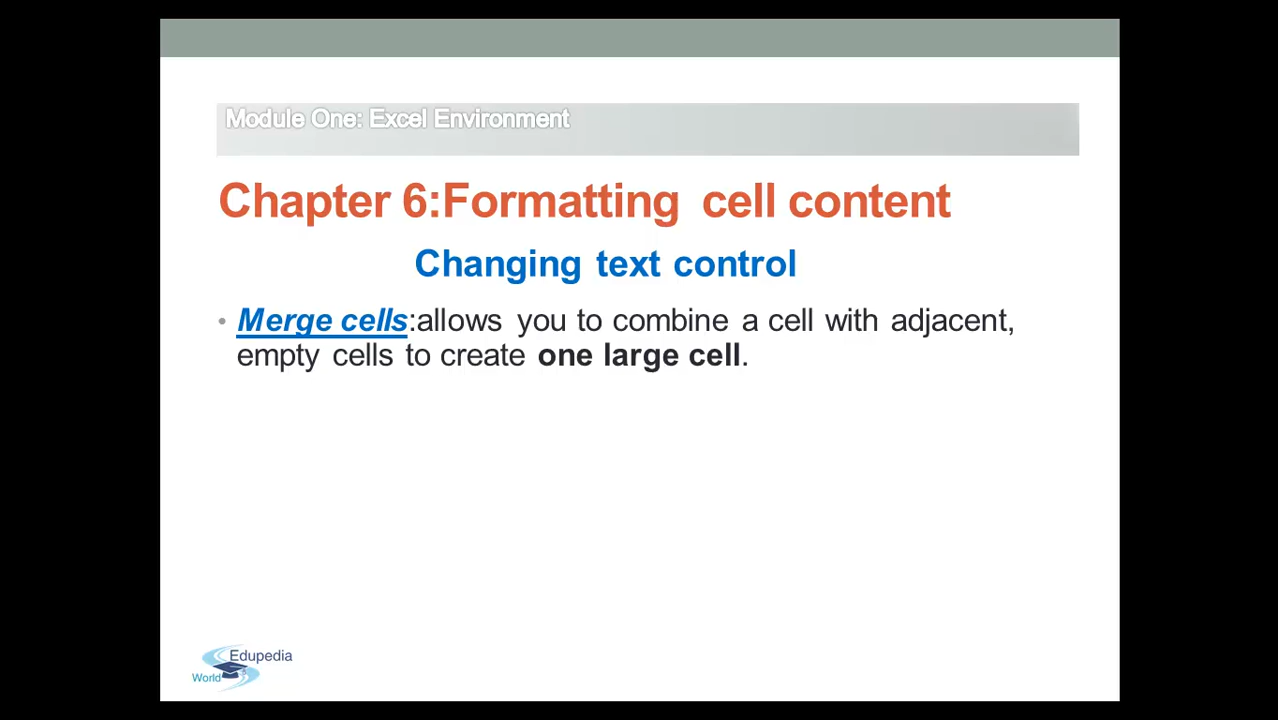 Module One: Excel Environment
Chapter 6:Formatting cell content
Changing text control
• Merge cells:allows you to combine a cell with adjacent,
empty cells to create one large cell.
Edupedia
World